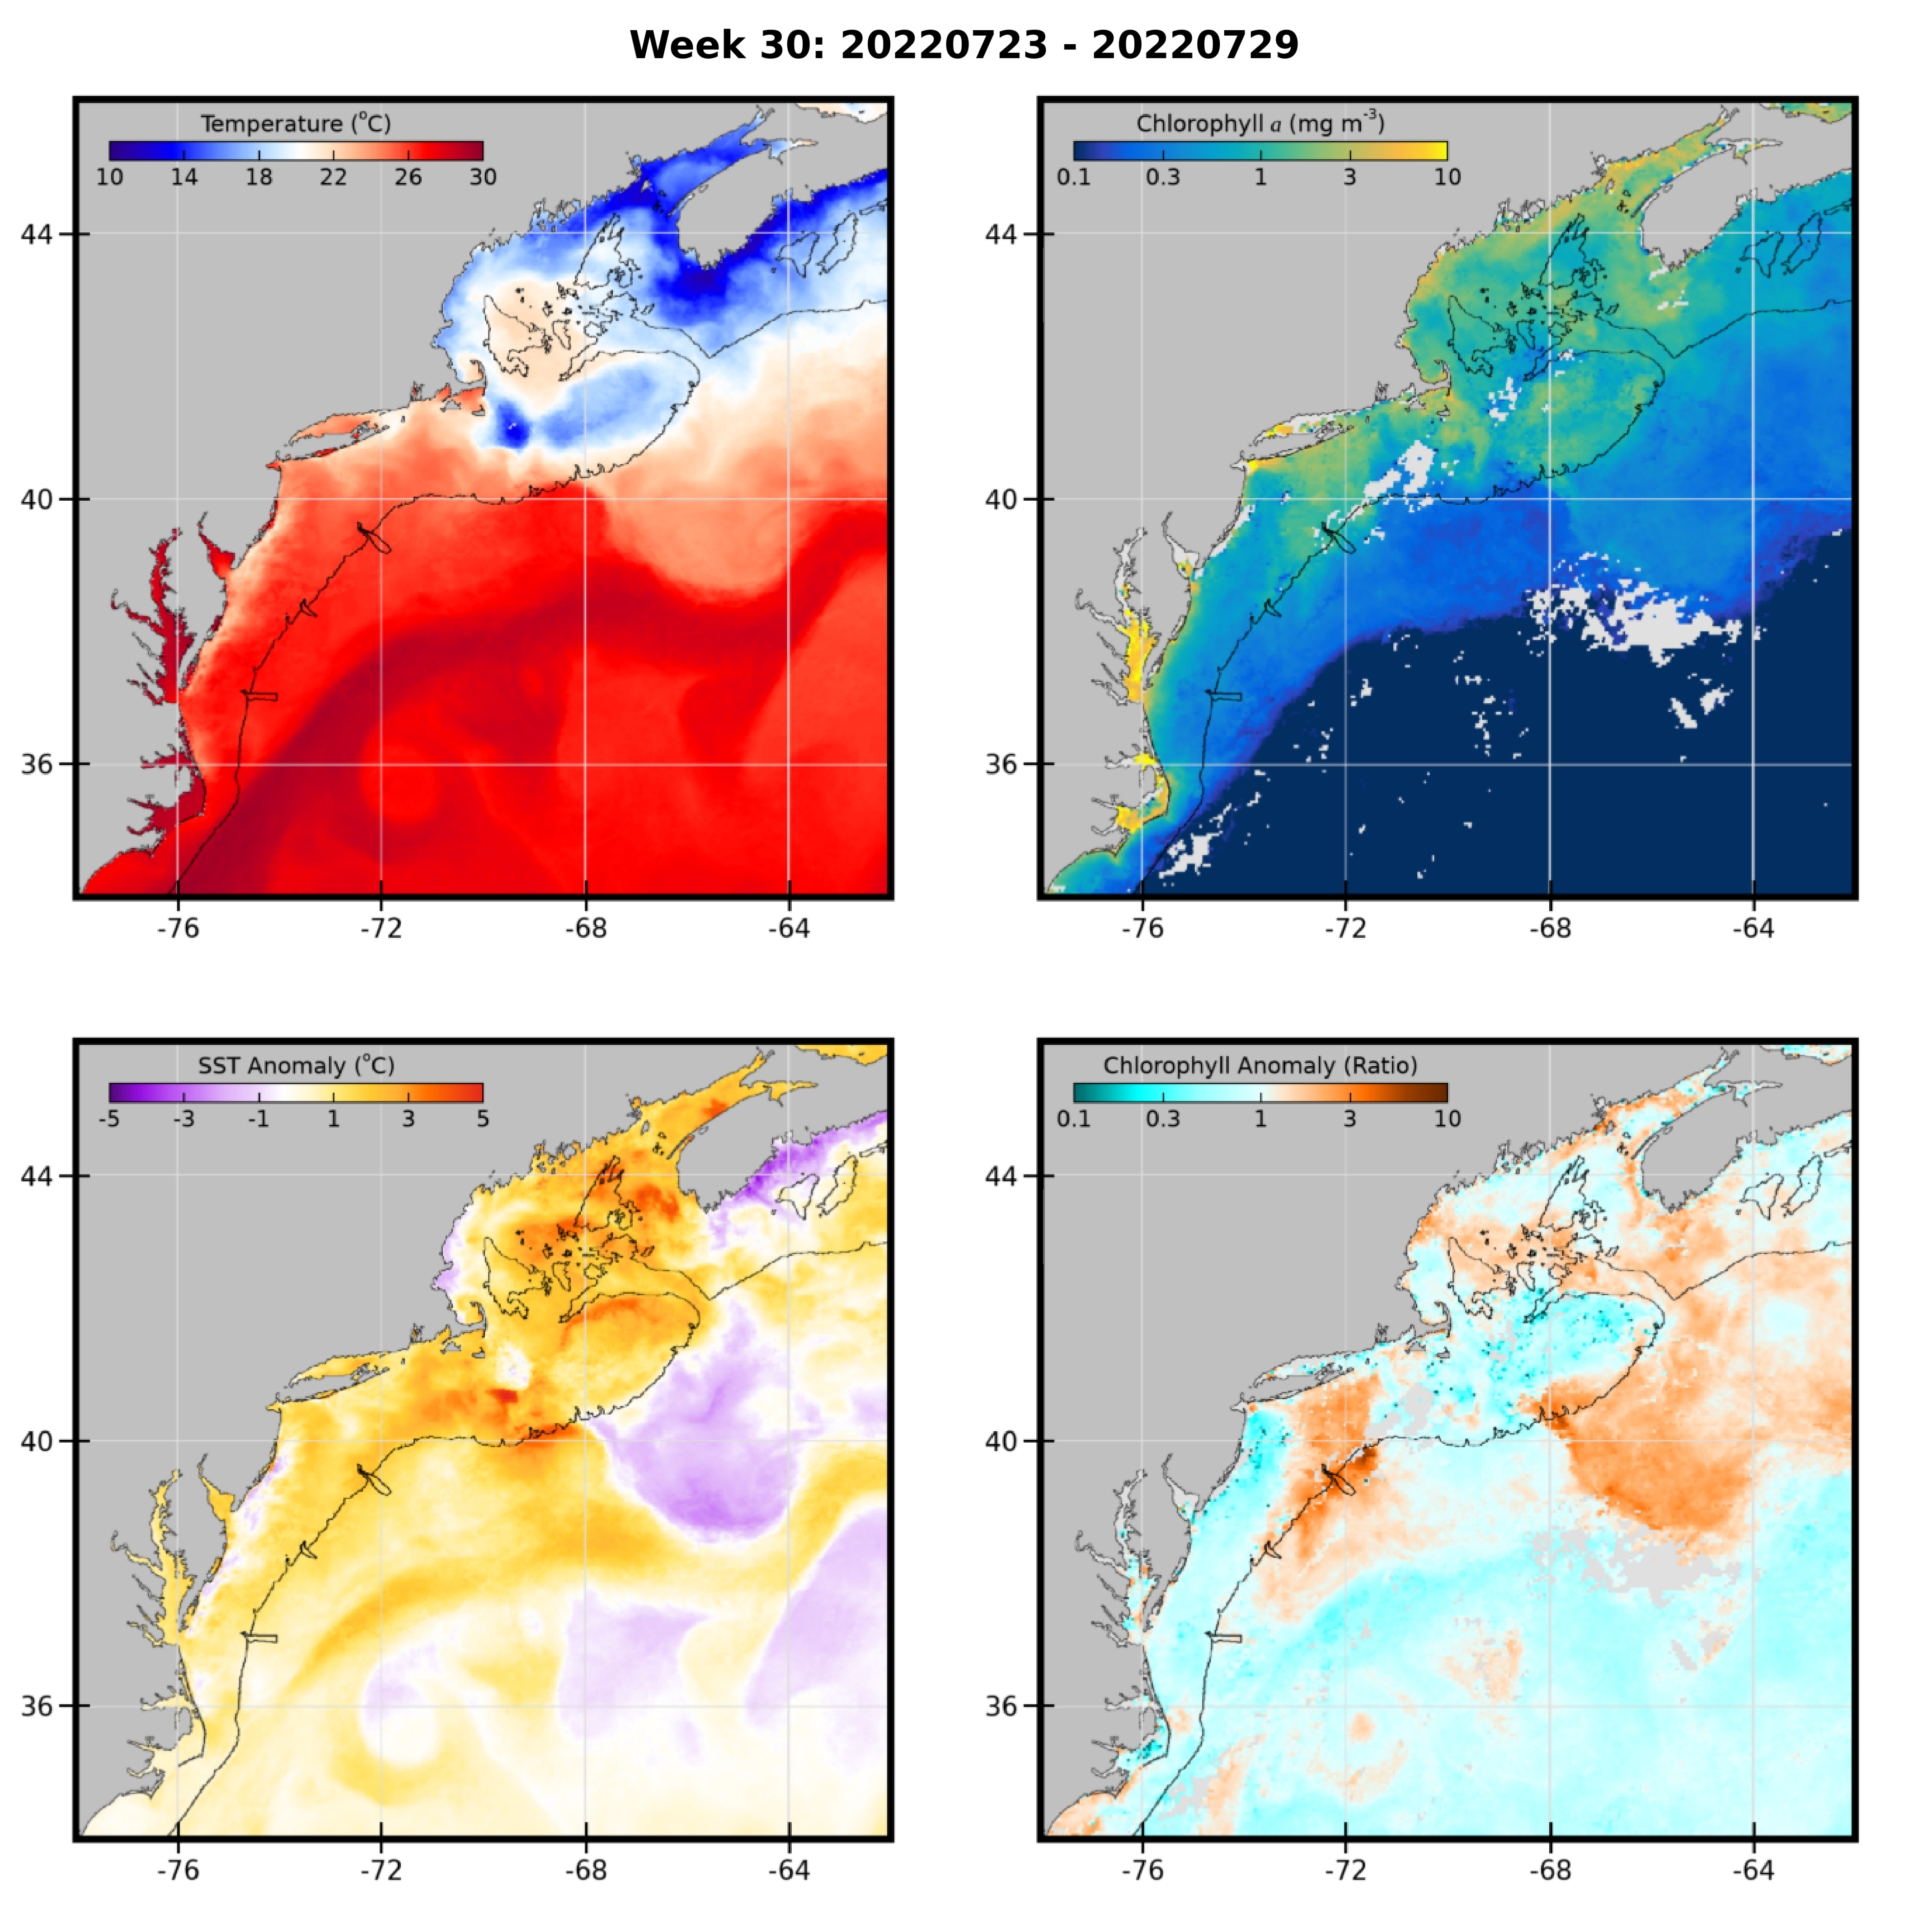 Week 30: 20220723 - 20220729
Temperature (°C)
10 14 18 22 26 30
44
40
36
-76 -72 -68 -64
Chlorophyll a (mg m⁻³)
0.1 0.3 1 3 10
44
40
36
-76 -72 -68 -64
SST Anomaly (°C)
-5 -3 -1 1 3 5
44
40
36
-76 -72 -68 -64
Chlorophyll Anomaly (Ratio)
0.1 0.3 1 3 10
44
40
36
-76 -72 -68 -64